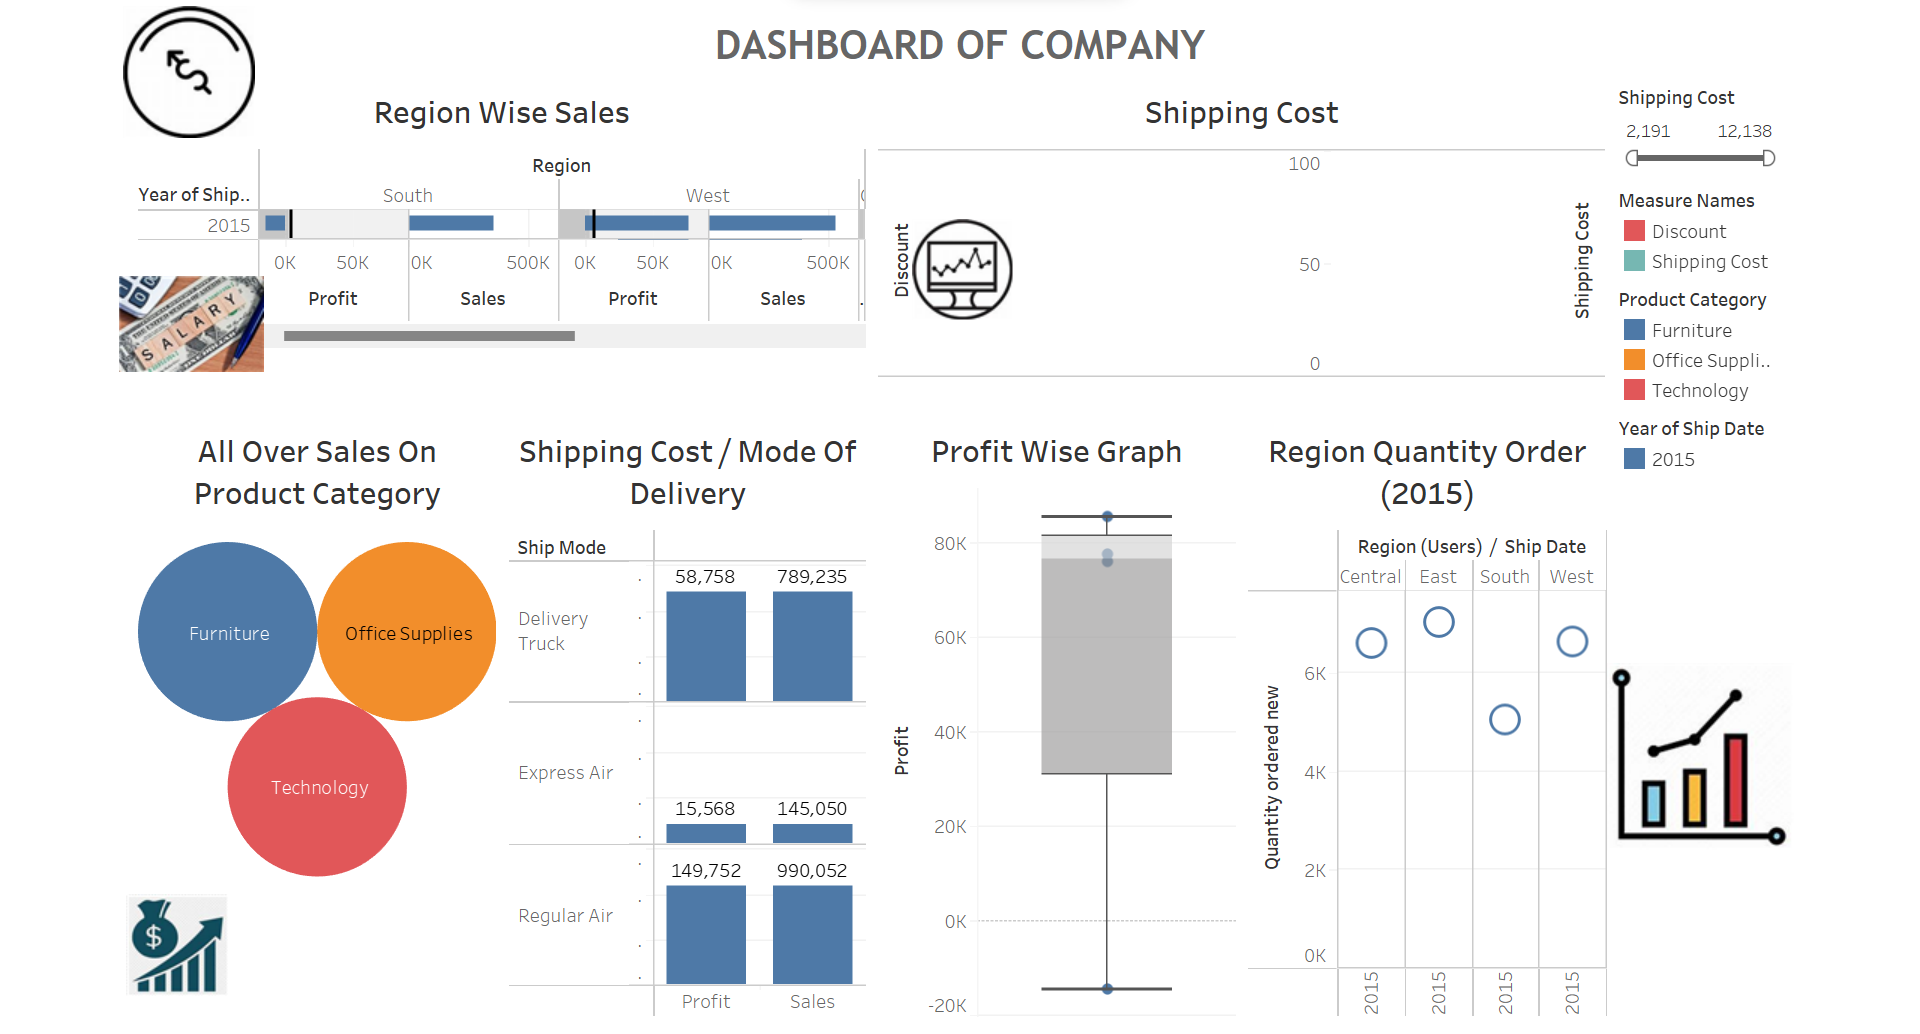 DASHBOARD OF COMPANY
Region Wise Sales
Region
Year of Ship..
South
West
2015
0K
50K
0K
500K
0K
50K
0K
500K
Profit
Sales
Profit
Sales
SALARY
Shipping Cost
100
50
0
Discount
Shipping Cost
Shipping Cost
2,191
12,138
Measure Names
Discount
Shipping Cost
Product Category
Furniture
Office Suppli..
Technology
Year of Ship Date
2015
All Over Sales On
Product Category
Furniture
Office Supplies
Technology
$
Shipping Cost / Mode Of
Delivery
Ship Mode
Delivery
Truck
58,758
789,235
Express Air
15,568
145,050
Regular Air
149,752
990,052
Profit
Sales
Profit Wise Graph
80K
60K
40K
20K
0K
-20K
Profit
Region Quantity Order
(2015)
Region (Users) / Ship Date
Central
East
South
West
6K
4K
2K
0K
Quantity ordered new
2015
2015
2015
2015